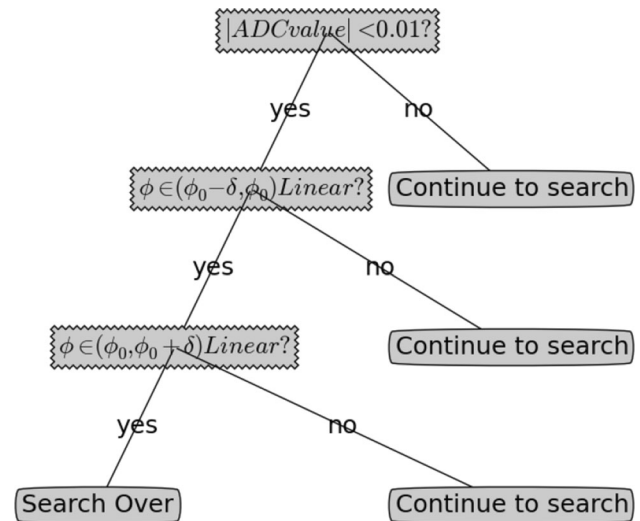 |ADCvalue| <0.01?
yes
no
ϕ∈(ϕ₀−δ,ϕ₀)Linear?
Continue to search
yes
no
ϕ∈(ϕ₀,ϕ₀+δ)Linear?
Continue to search
yes
no
Search Over
Continue to search